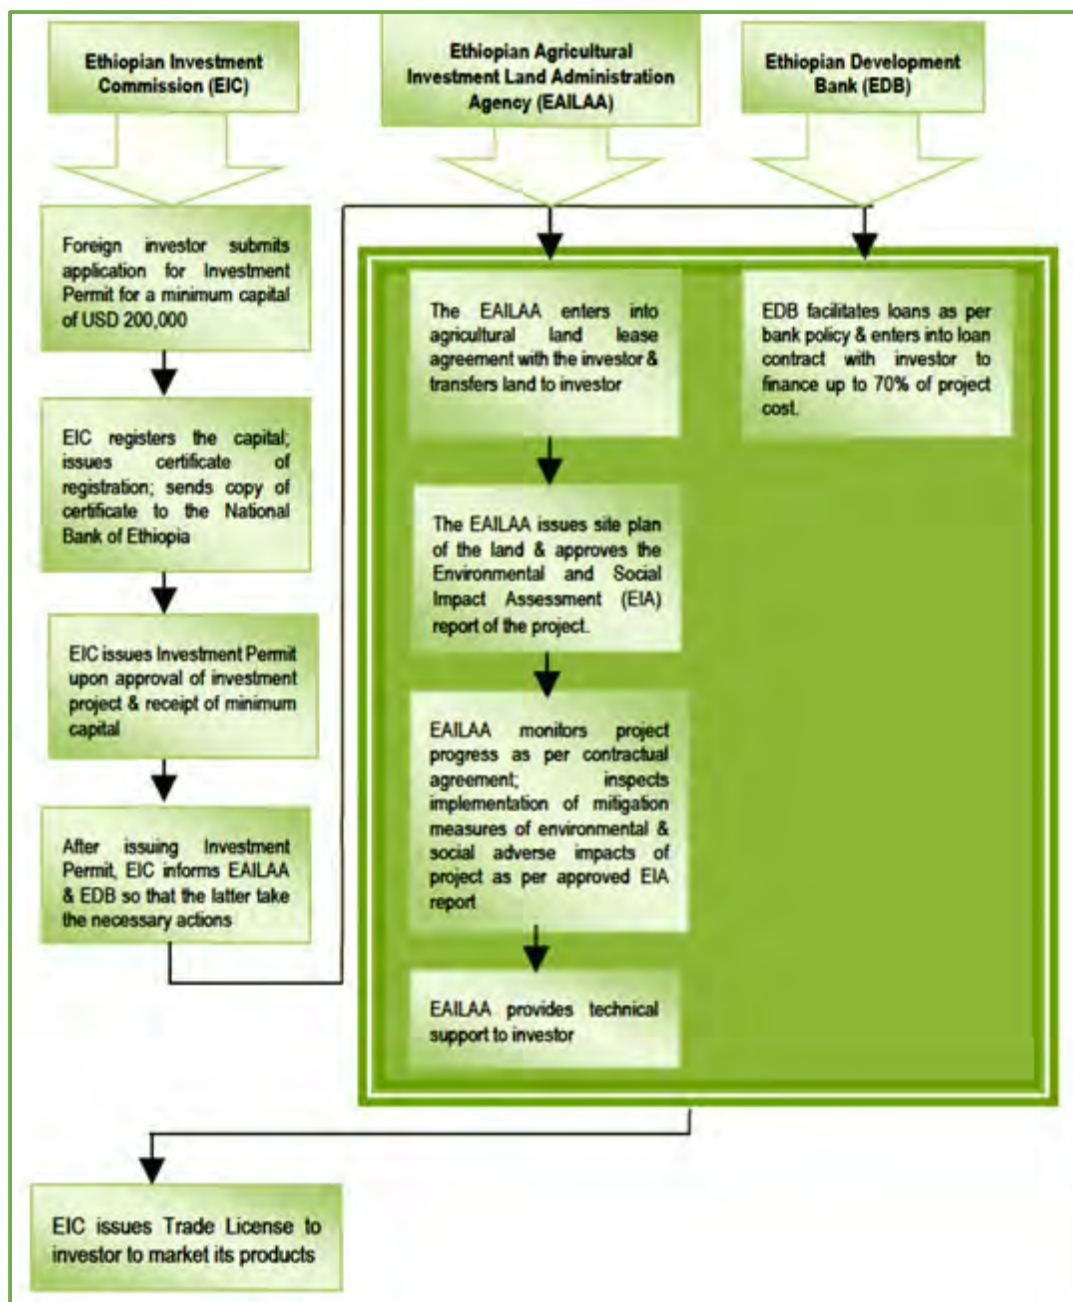 Ethiopian Investment
Commission (EIC)
Ethiopian Agricultural
Investment Land Administration
Agency (EAILAA)
Ethiopian Development
Bank (EDB)
Foreign investor submits
application for Investment
Permit for a minimum capital
of USD 200,000
EIC registers the capital;
issues certificate of
registration; sends copy of
certificate to the National
Bank of Ethiopia
EIC issues Investment Permit
upon approval of investment
project & receipt of minimum
capital
After issuing Investment
Permit, EIC informs EAILAA
& EDB so that the latter take
the necessary actions
The EAILAA enters into
agricultural land lease
agreement with the investor &
transfers land to investor
The EAILAA issues site plan
of the land & approves the
Environmental and Social
Impact Assessment (EIA)
report of the project.
EAILAA monitors project
progress as per contractual
agreement; inspects
implementation of mitigation
measures of environmental &
social adverse impacts of
project as per approved EIA
report
EAILAA provides technical
support to investor
EDB facilitates loans as per
bank policy & enters into loan
contract with investor to
finance up to 70% of project
cost.
EIC issues Trade License to
investor to market its products